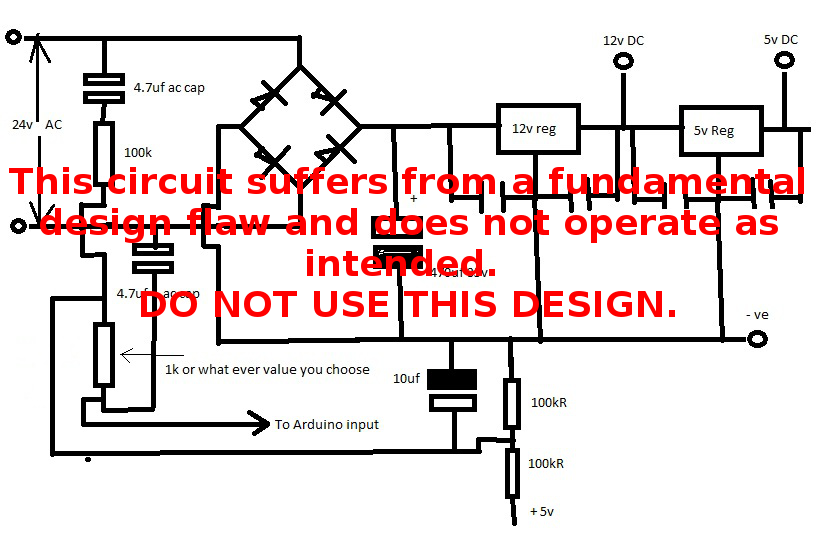 12v DC
5v DC
4.7uf ac cap
24v AC
12v reg
5v Reg
100k
This circuit suffers from a fundamental
+
design flaw and does not operate as
intended.
4.7uf ac cap
DO NOT USE THIS DESIGN.
- ve
1k or what ever value you choose
10uf
100kR
To Arduino input
100kR
+ 5v